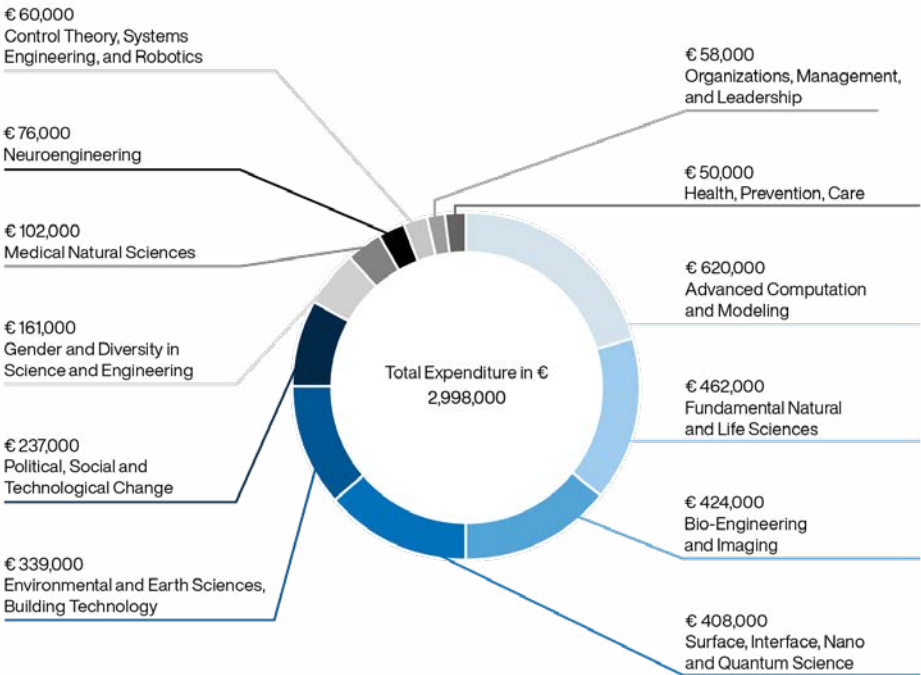 € 60,000
Control Theory, Systems
Engineering, and Robotics
€ 76,000
Neuroengineering
€ 102,000
Medical Natural Sciences
€ 161,000
Gender and Diversity in
Science and Engineering
€ 237,000
Political, Social and
Technological Change
€ 339,000
Environmental and Earth Sciences,
Building Technology
Total Expenditure in €
2,998,000
€ 58,000
Organizations, Management,
and Leadership
€ 50,000
Health, Prevention, Care
€ 620,000
Advanced Computation
and Modeling
€ 462,000
Fundamental Natural
and Life Sciences
€ 424,000
Bio-Engineering
and Imaging
€ 408,000
Surface, Interface, Nano
and Quantum Science